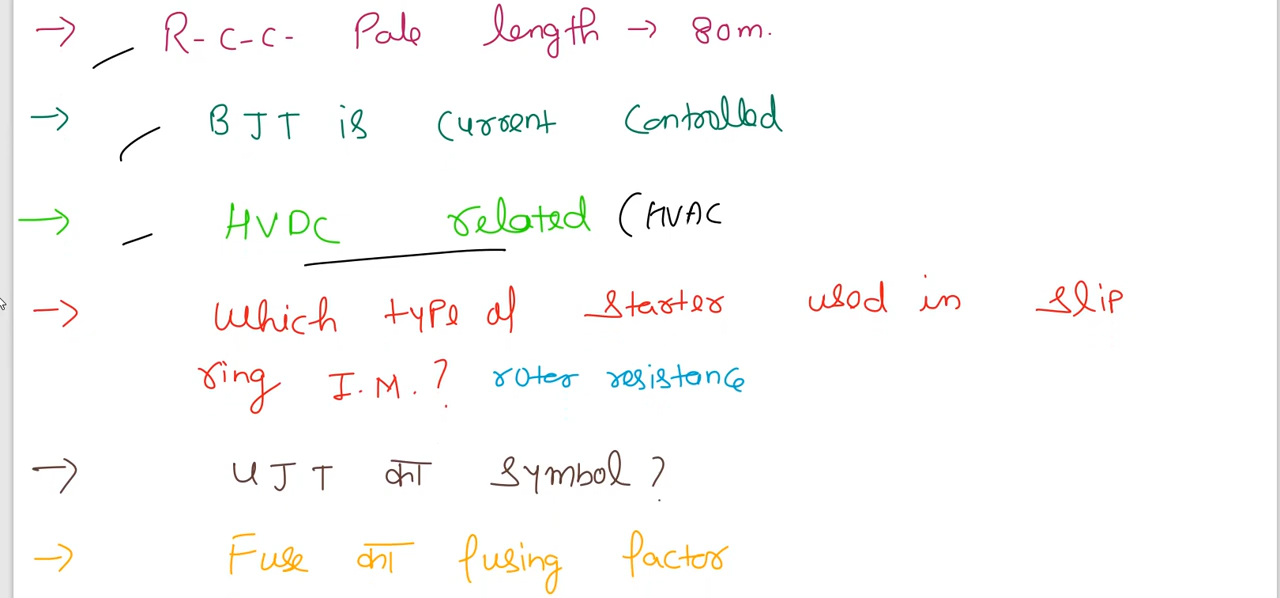 → R-C-C- Pole length → 80m.
→ BJT is Current Controlled
→ HVDC related (HVAC
→ Which type of starter used in slip
ring I.M.? rotor resistance
→ UJT का Symbol?
→ Fuse का fusing factor